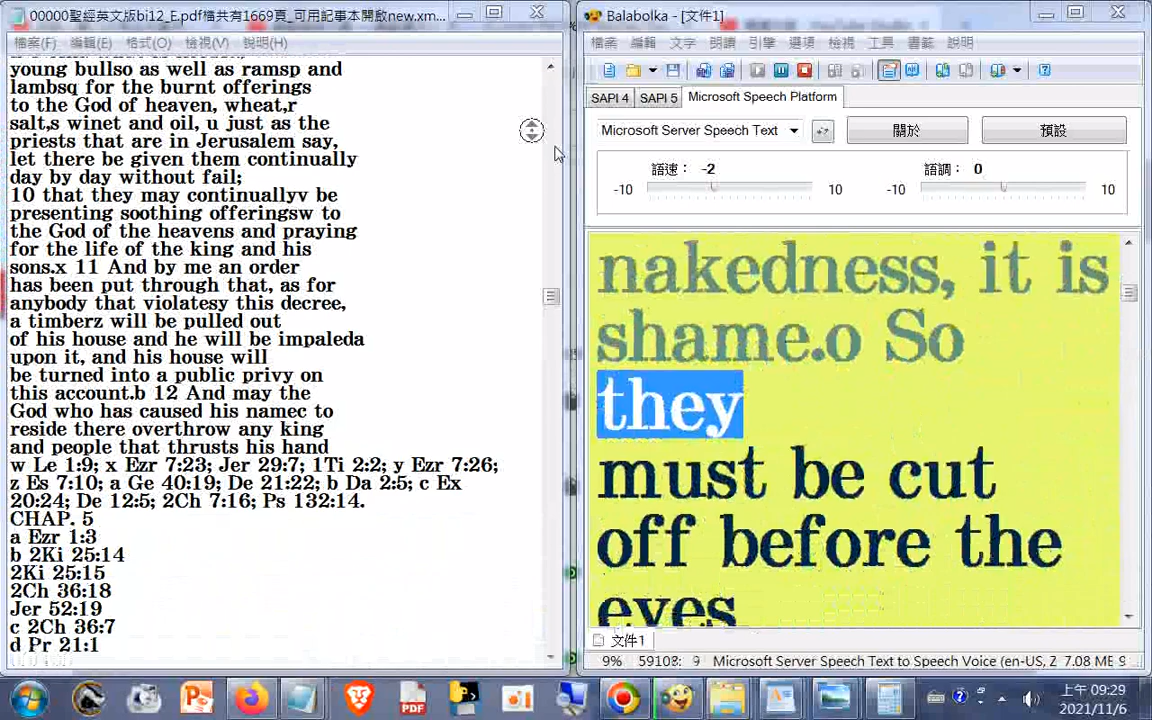 00000聖經英文版bi12_E.pdf檔共有1669頁_可用記事本開啟new.xm...
檔案(F) 編輯(E) 格式(O) 檢視(V) 說明(H)
young bullso as well as ramsp and
lambsq for the burnt offerings
to the God of heaven, wheat,r
salt,s winet and oil, u just as the
priests that are in Jerusalem say,
let there be given them continually
day by day without fail;
10 that they may continuallyv be
presenting soothing offeringsw to
the God of the heavens and praying
for the life of the king and his
sons.x 11 And by me an order
has been put through that, as for
anybody that violatesy this decree,
a timberz will be pulled out
of his house and he will be impaleda
upon it, and his house will
be turned into a public privy on
this account.b 12 And may the
God who has caused his namec to
reside there overthrow any king
and people that thrusts his hand
w Le 1:9; x Ezr 7:23; Jer 29:7; 1Ti 2:2; y Ezr 7:26;
z Es 7:10; a Ge 40:19; De 21:22; b Da 2:5; c Ex
20:24; De 12:5; 2Ch 7:16; Ps 132:14.
CHAP. 5
a Ezr 1:3
b 2Ki 25:14
2Ki 25:15
2Ch 36:18
Jer 52:19
c 2Ch 36:7
d Pr 21:1
Balabolka - [文件1]
檔案 編輯 文字 朗讀 引擎 選項 檢視 工具 書籤 說明
SAPI 4 SAPI 5 Microsoft Speech Platform
Microsoft Server Speech Text 關於 預設
語速: -2 語調: 0
-10 10 -10 10
nakedness, it is
shame.o So
they
must be cut
off before the
eyes
文件1
9% 59108: 9 Microsoft Server Speech Text to Speech Voice (en-US, Z 7.08 MB 9
上午 09:29
2021/11/6